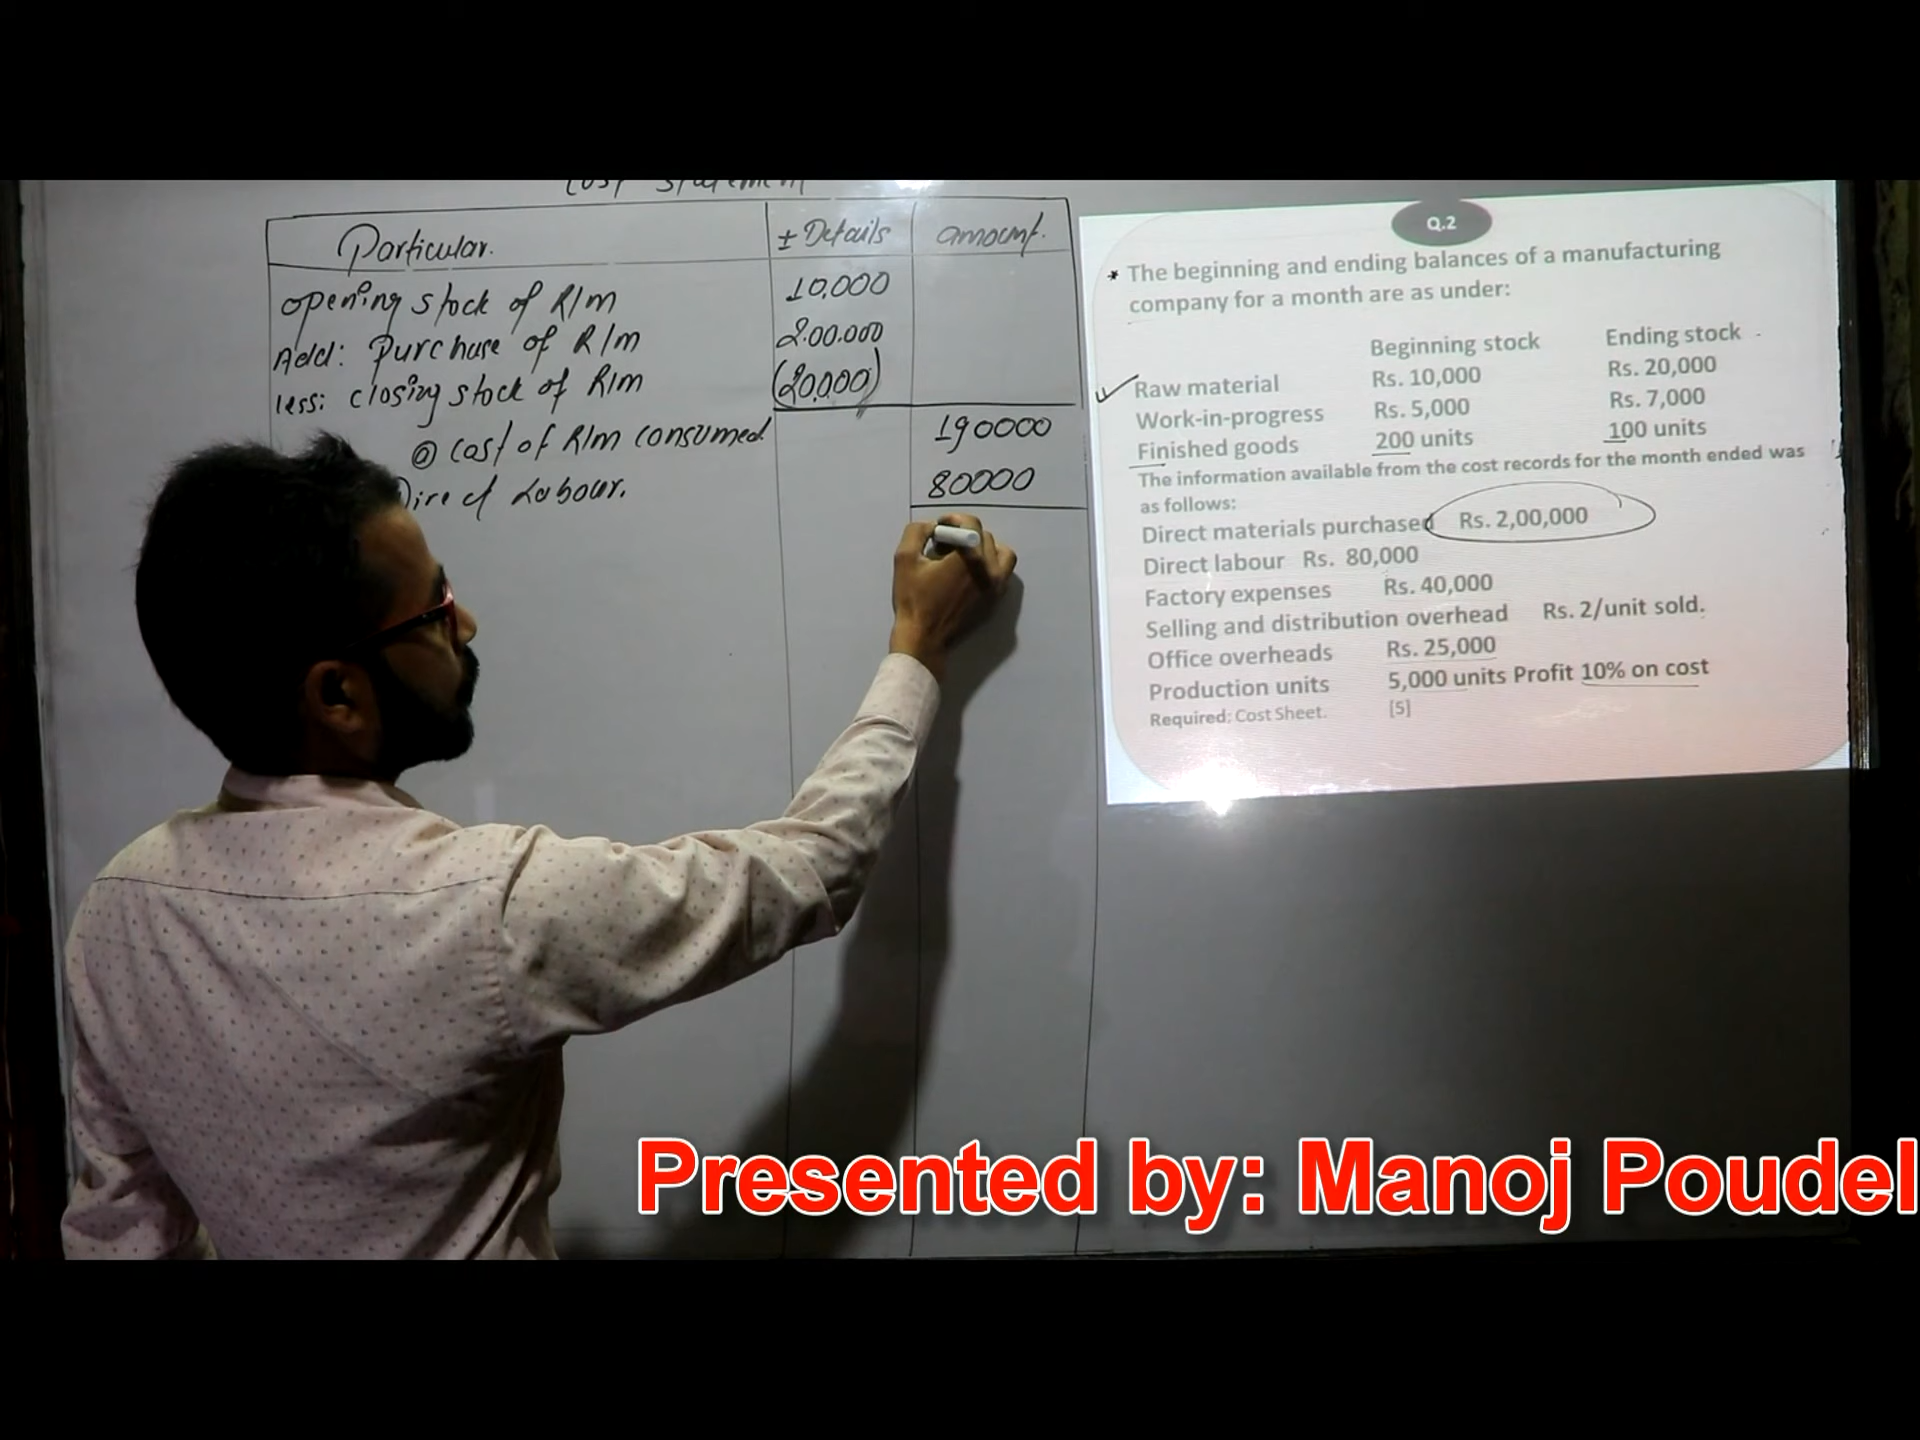 Cost Statement
Particular. ± Details amount.
opening stock of R/m 10,000
Add: Purchase of R/m 2.00.000
less: closing stock of R/m (20,000)
@ cost of R/m consumed 190000
Direct Labour. 80000
Q.2
* The beginning and ending balances of a manufacturing
company for a month are as under:
Beginning stock Ending stock
Raw material Rs. 10,000 Rs. 20,000
Work-in-progress Rs. 5,000 Rs. 7,000
Finished goods 200 units 100 units
The information available from the cost records for the month ended was
as follows:
Direct materials purchased Rs. 2,00,000
Direct labour Rs. 80,000
Factory expenses Rs. 40,000
Selling and distribution overhead Rs. 2/unit sold.
Office overheads Rs. 25,000
Production units 5,000 units Profit 10% on cost
Required: Cost Sheet. [5]
Presented by: Manoj Poudel